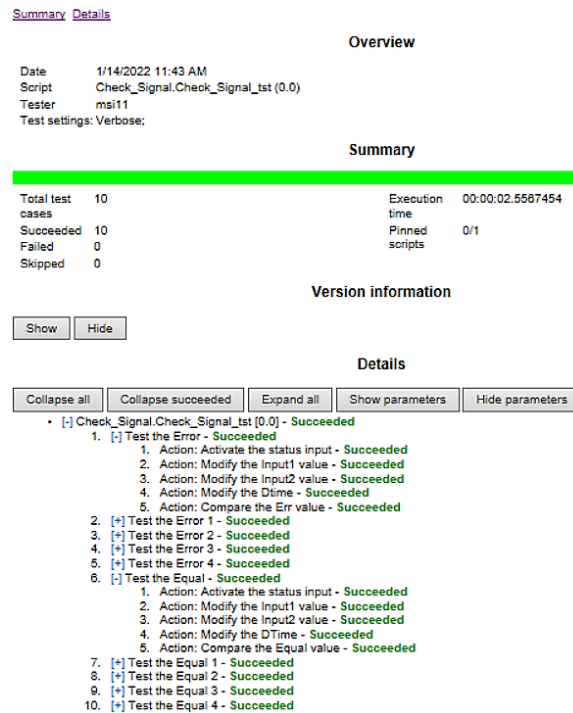 Summary Details
Overview
Date 1/14/2022 11:43 AM
Script Check_Signal.Check_Signal_tst (0.0)
Tester msi11
Test settings: Verbose;
Summary
Total test cases 10
Execution time 00:00:02.5567454
Succeeded 10
Pinned scripts 0/1
Failed 0
Skipped 0
Version information
Show Hide
Details
Collapse all Collapse succeeded Expand all Show parameters Hide parameters
• [-] Check_Signal.Check_Signal_tst [0.0] - Succeeded
1. [-] Test the Error - Succeeded
1. Action: Activate the status input - Succeeded
2. Action: Modify the Input1 value - Succeeded
3. Action: Modify the Input2 value - Succeeded
4. Action: Modify the Dtime - Succeeded
5. Action: Compare the Err value - Succeeded
2. [+] Test the Error 1 - Succeeded
3. [+] Test the Error 2 - Succeeded
4. [+] Test the Error 3 - Succeeded
5. [+] Test the Error 4 - Succeeded
6. [-] Test the Equal - Succeeded
1. Action: Activate the status input - Succeeded
2. Action: Modify the Input1 value - Succeeded
3. Action: Modify the Input2 value - Succeeded
4. Action: Modify the DTime - Succeeded
5. Action: Compare the Equal value - Succeeded
7. [+] Test the Equal 1 - Succeeded
8. [+] Test the Equal 2 - Succeeded
9. [+] Test the Equal 3 - Succeeded
10. [+] Test the Equal 4 - Succeeded